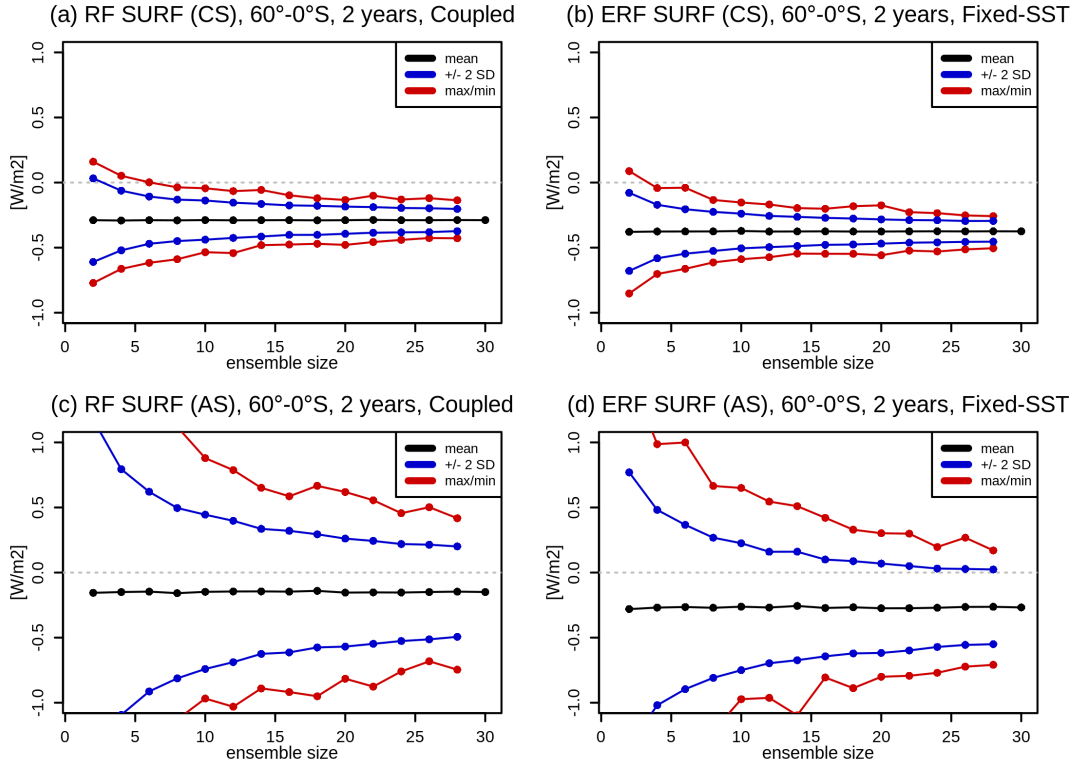 (a) RF SURF (CS), 60°-0°S, 2 years, Coupled
1.0
0.5
0.0
-0.5
-1.0
[W/m2]
mean
+/- 2 SD
max/min
0 5 10 15 20 25 30
ensemble size
(b) ERF SURF (CS), 60°-0°S, 2 years, Fixed-SST
1.0
0.5
0.0
-0.5
-1.0
[W/m2]
mean
+/- 2 SD
max/min
0 5 10 15 20 25 30
ensemble size
(c) RF SURF (AS), 60°-0°S, 2 years, Coupled
1.0
0.5
0.0
-0.5
-1.0
[W/m2]
mean
+/- 2 SD
max/min
0 5 10 15 20 25 30
ensemble size
(d) ERF SURF (AS), 60°-0°S, 2 years, Fixed-SST
1.0
0.5
0.0
-0.5
-1.0
[W/m2]
mean
+/- 2 SD
max/min
0 5 10 15 20 25 30
ensemble size